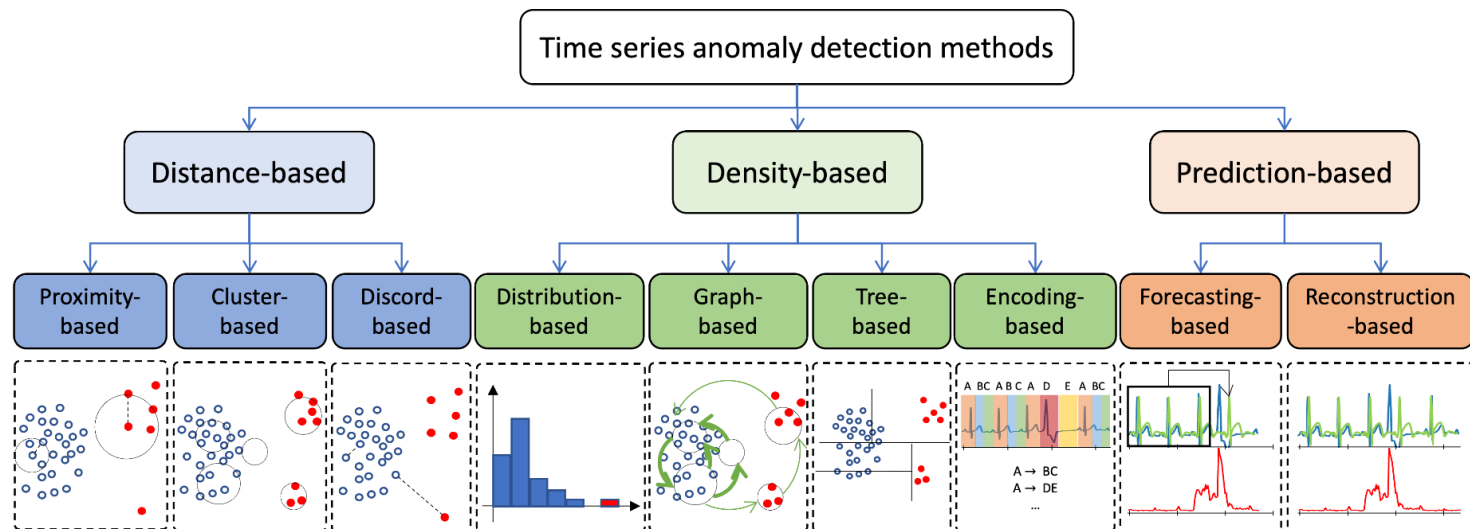 Time series anomaly detection methods
Distance-based
Density-based
Prediction-based
Proximity-
based
Cluster-
based
Discord-
based
Distribution-
based
Graph-
based
Tree-
based
Encoding-
based
Forecasting-
based
Reconstruction
-based
A BC A B C A D E A BC
A → BC
A → DE
...